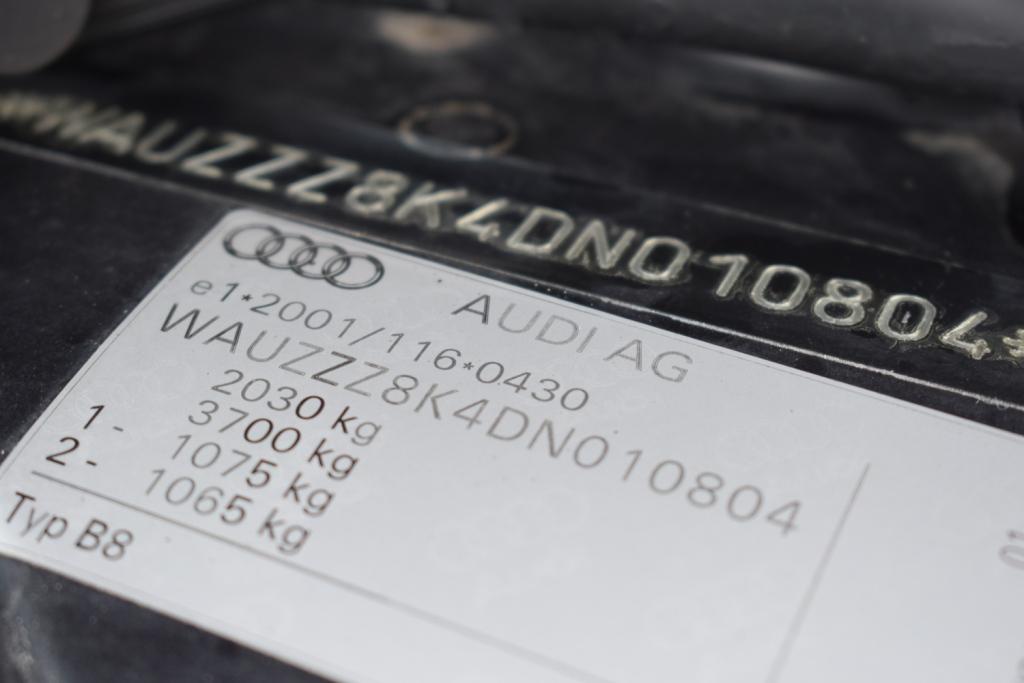 *WAUZZZ8K4DN010804*
AUDI AG
e1*2001/116*0430
WAUZZZ8K4DN010804
2030 kg
3700 kg
1- 1075 kg
2- 1065 kg
Typ B8
01